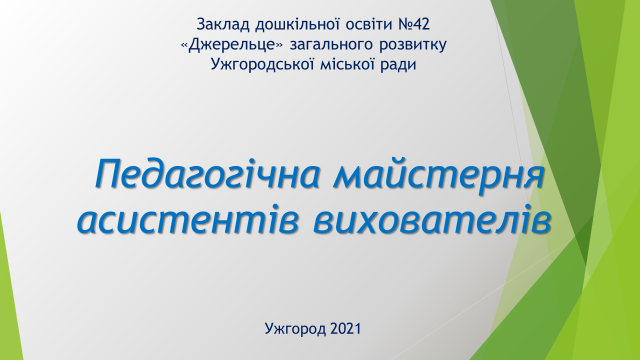 Заклад дошкільної освіти №42
«Джерельце» загального розвитку
Ужгородської міської ради
Педагогічна майстерня
асистентів вихователів
Ужгород 2021